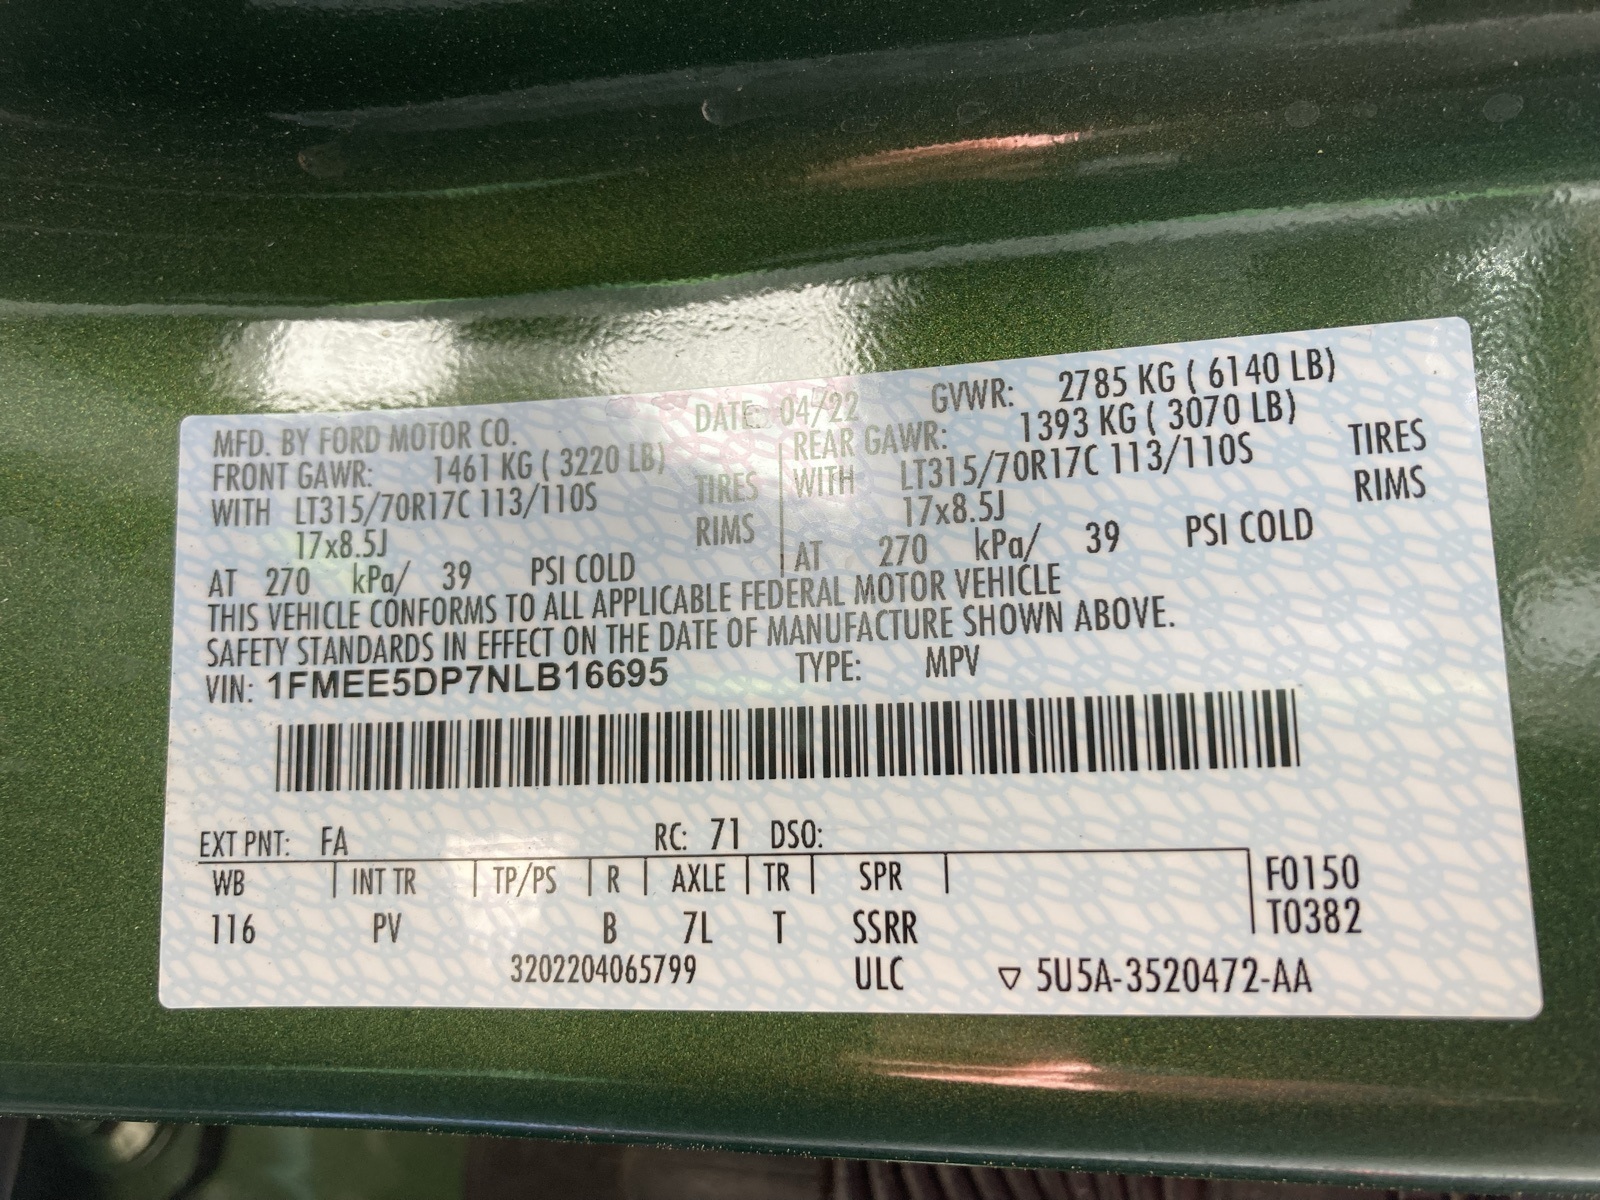 MFD. BY FORD MOTOR CO. DATE: 04/22 GVWR: 2785 KG ( 6140 LB)
FRONT GAWR: 1461 KG ( 3220 LB) REAR GAWR: 1393 KG ( 3070 LB)
WITH LT315/70R17C 113/110S TIRES WITH LT315/70R17C 113/110S TIRES
17x8.5J RIMS 17x8.5J RIMS
AT 270 kPa/ 39 PSI COLD AT 270 kPa/ 39 PSI COLD
THIS VEHICLE CONFORMS TO ALL APPLICABLE FEDERAL MOTOR VEHICLE
SAFETY STANDARDS IN EFFECT ON THE DATE OF MANUFACTURE SHOWN ABOVE.
VIN: 1FMEE5DP7NLB16695 TYPE: MPV
EXT PNT: FA RC: 71 DSO:
WB INT TR TP/PS R AXLE TR SPR F0150
116 PV B 7L T SSRR T0382
3202204065799 ULC ▽ 5U5A-3520472-AA